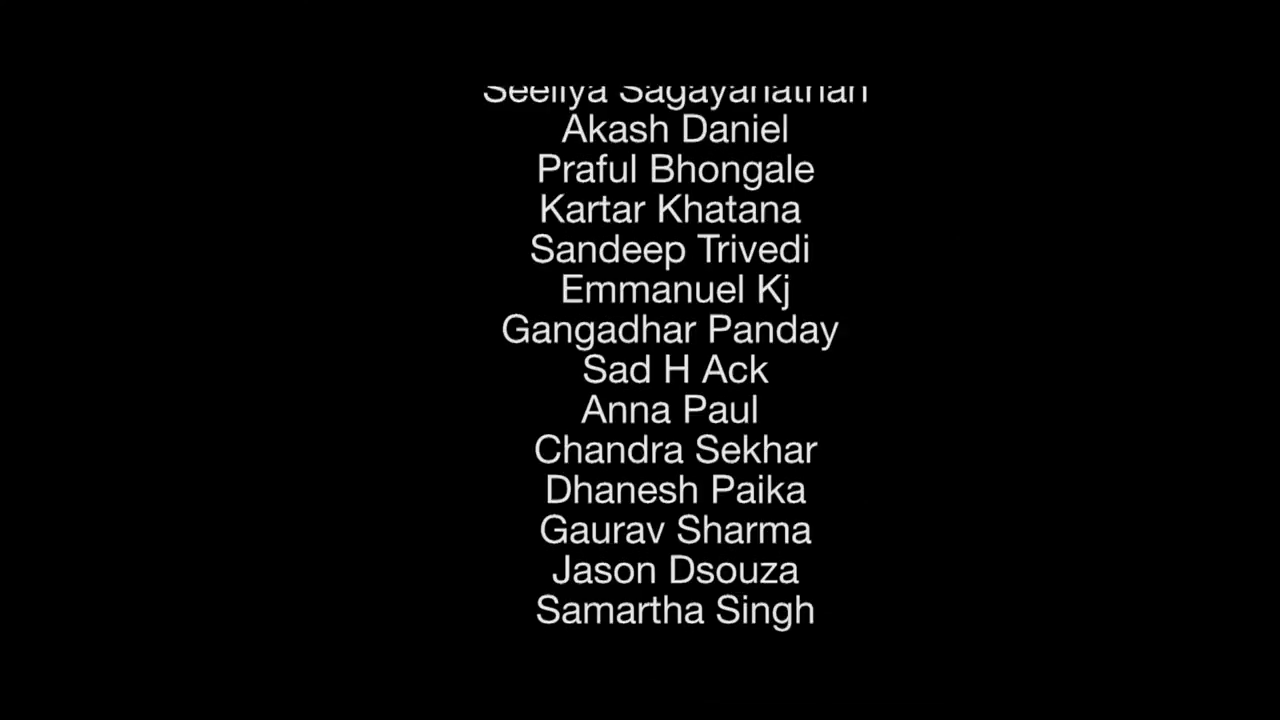 Sagayanathan
Akash Daniel
Praful Bhongale
Kartar Khatana
Sandeep Trivedi
Emmanuel Kj
Gangadhar Panday
Sad H Ack
Anna Paul
Chandra Sekhar
Dhanesh Paika
Gaurav Sharma
Jason Dsouza
Samartha Singh